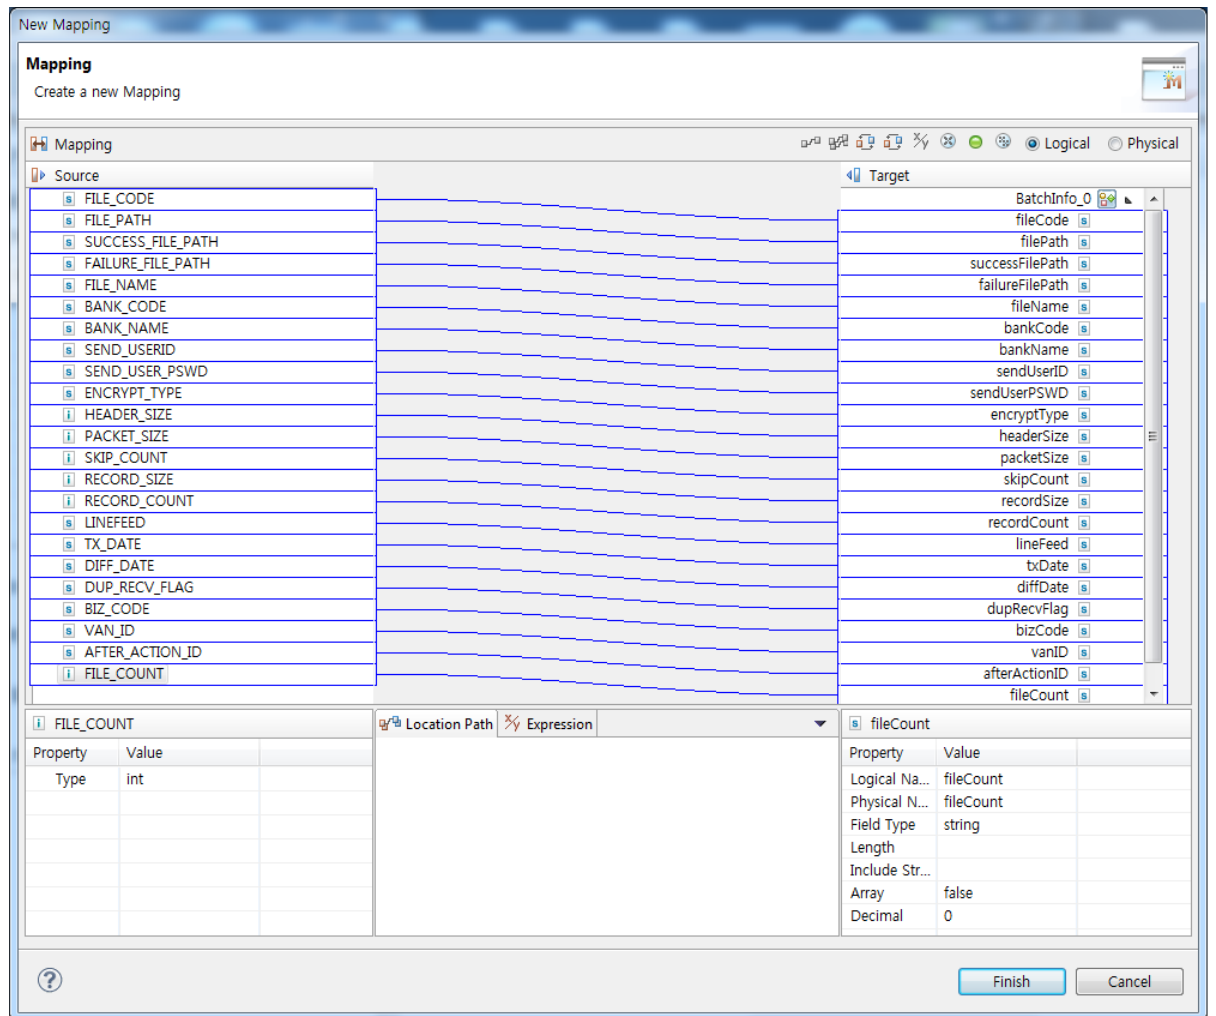 New Mapping
Mapping
Create a new Mapping
Mapping
Logical
Physical
Source
Target
FILE_CODE
BatchInfo_0
FILE_PATH
fileCode
SUCCESS_FILE_PATH
filePath
FAILURE_FILE_PATH
successFilePath
FILE_NAME
failureFilePath
BANK_CODE
fileName
BANK_NAME
bankCode
SEND_USERID
bankName
SEND_USER_PSWD
sendUserID
ENCRYPT_TYPE
sendUserPSWD
HEADER_SIZE
encryptType
PACKET_SIZE
headerSize
SKIP_COUNT
packetSize
RECORD_SIZE
skipCount
RECORD_COUNT
recordSize
LINEFEED
recordCount
TX_DATE
lineFeed
DIFF_DATE
txDate
DUP_RECV_FLAG
diffDate
BIZ_CODE
dupRecvFlag
VAN_ID
bizCode
AFTER_ACTION_ID
vanID
FILE_COUNT
afterActionID
fileCount
FILE_COUNT
Location Path
Expression
fileCount
Property Value
Type int
Property Value
Logical Na... fileCount
Physical N... fileCount
Field Type string
Length
Include Str...
Array false
Decimal 0
Finish
Cancel